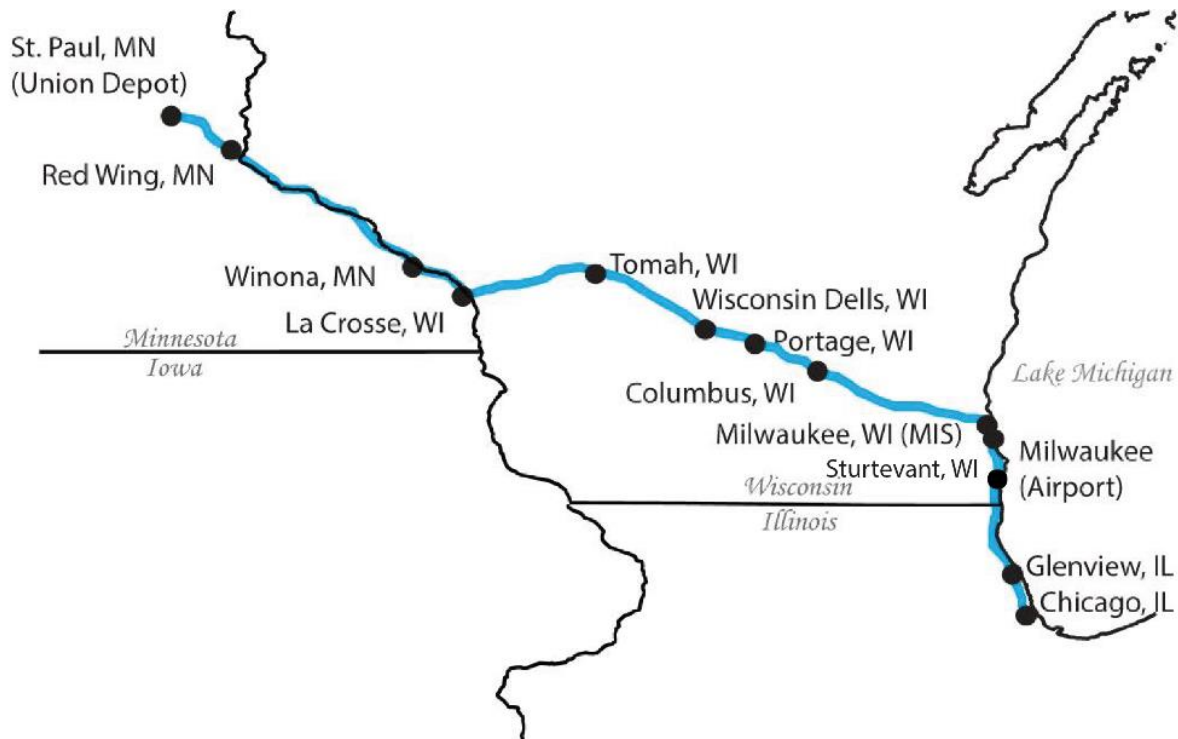 St. Paul, MN
(Union Depot)
Red Wing, MN
Winona, MN
La Crosse, WI
Minnesota
Iowa
Tomah, WI
Wisconsin Dells, WI
Portage, WI
Columbus, WI
Lake Michigan
Milwaukee, WI (MIS)
Milwaukee
(Airport)
Sturtevant, WI
Wisconsin
Illinois
Glenview, IL
Chicago, IL